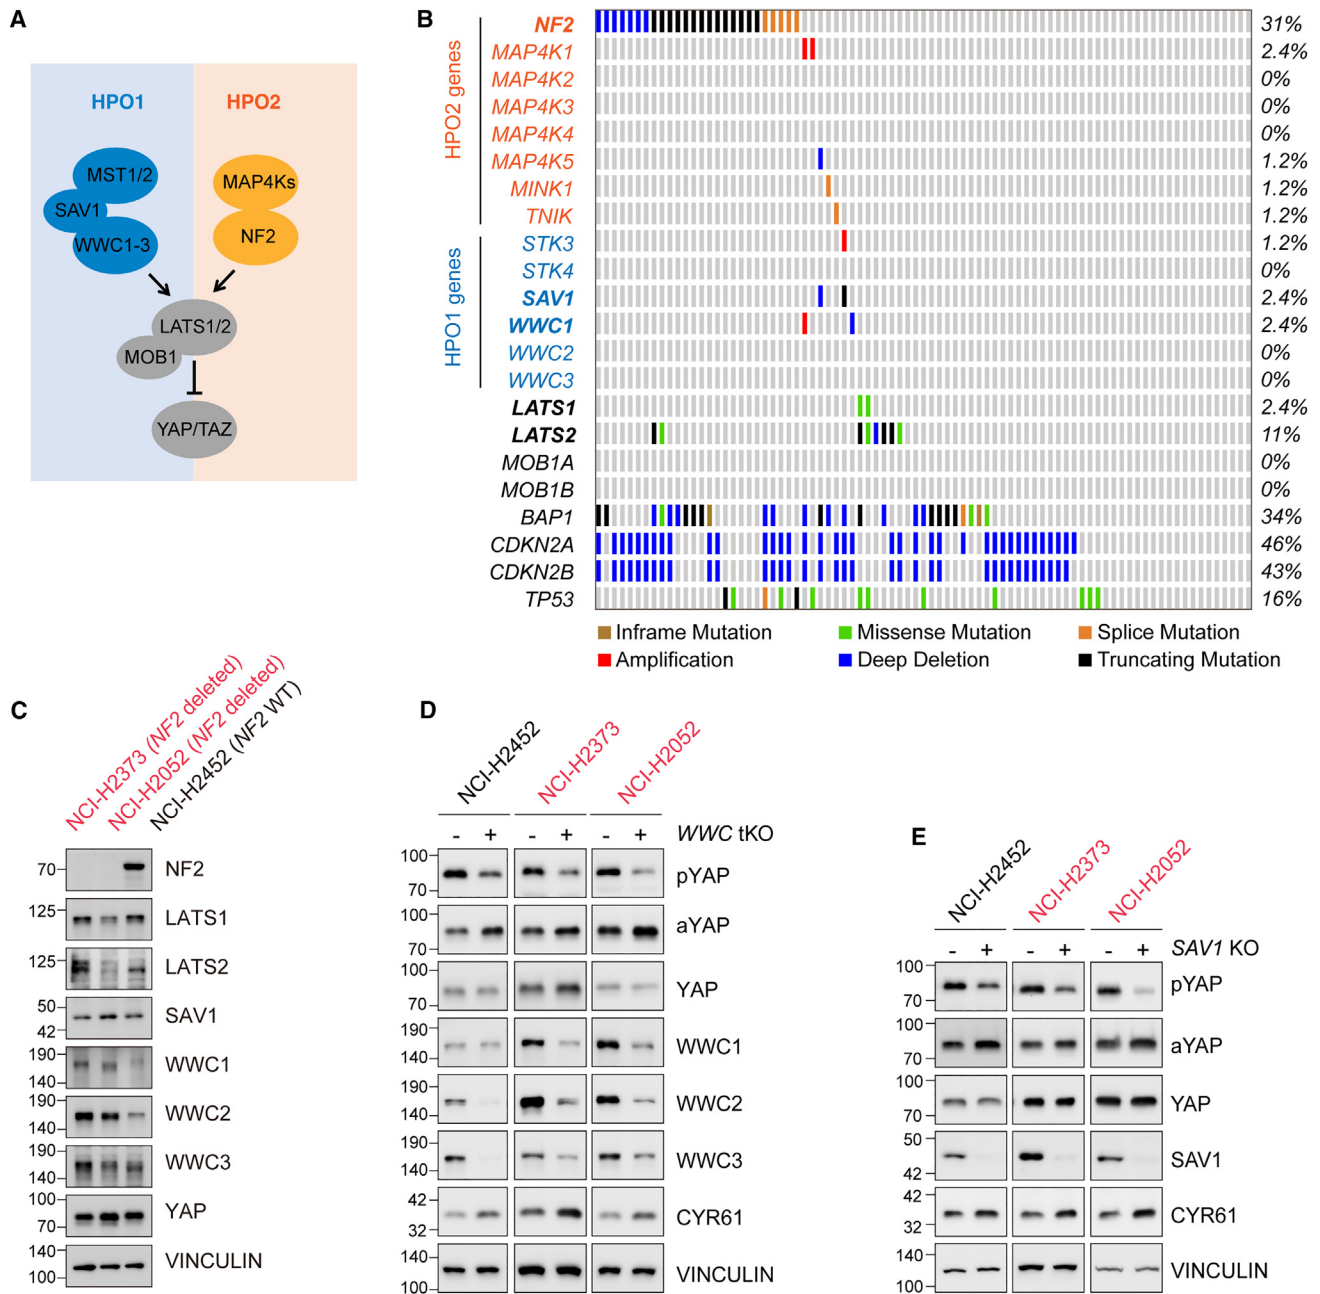 A
HPO1 HPO2
MST1/2
SAV1
WWC1-3
MAP4Ks
NF2
LATS1/2
MOB1
YAP/TAZ
B
HPO2 genes
HPO1 genes
NF2 31%
MAP4K1 2.4%
MAP4K2 0%
MAP4K3 0%
MAP4K4 0%
MAP4K5 1.2%
MINK1 1.2%
TNIK 1.2%
STK3 1.2%
STK4 0%
SAV1 2.4%
WWC1 2.4%
WWC2 0%
WWC3 0%
LATS1 2.4%
LATS2 11%
MOB1A 0%
MOB1B 0%
BAP1 34%
CDKN2A 46%
CDKN2B 43%
TP53 16%
Inframe Mutation Missense Mutation Splice Mutation
Amplification Deep Deletion Truncating Mutation
C
NCI-H2373 (NF2 deleted)
NCI-H2052 (NF2 deleted)
NCI-H2452 (NF2 WT)
70 NF2
125 LATS1
125 LATS2
50
42
SAV1
190
140
WWC1
190
140
WWC2
190
140
WWC3
100
70
YAP
140
100
VINCULIN
D
NCI-H2452 NCI-H2373 NCI-H2052
- + - + - + WWC tKO
100
70
pYAP
100
70
aYAP
100
70
YAP
190
140
WWC1
190
140
WWC2
190
140
WWC3
42
32
CYR61
140
100
VINCULIN
E
NCI-H2452 NCI-H2373 NCI-H2052
- + - + - + SAV1 KO
100
70
pYAP
100
70
aYAP
100
70
YAP
50
42
SAV1
42
32
CYR61
140
100
VINCULIN